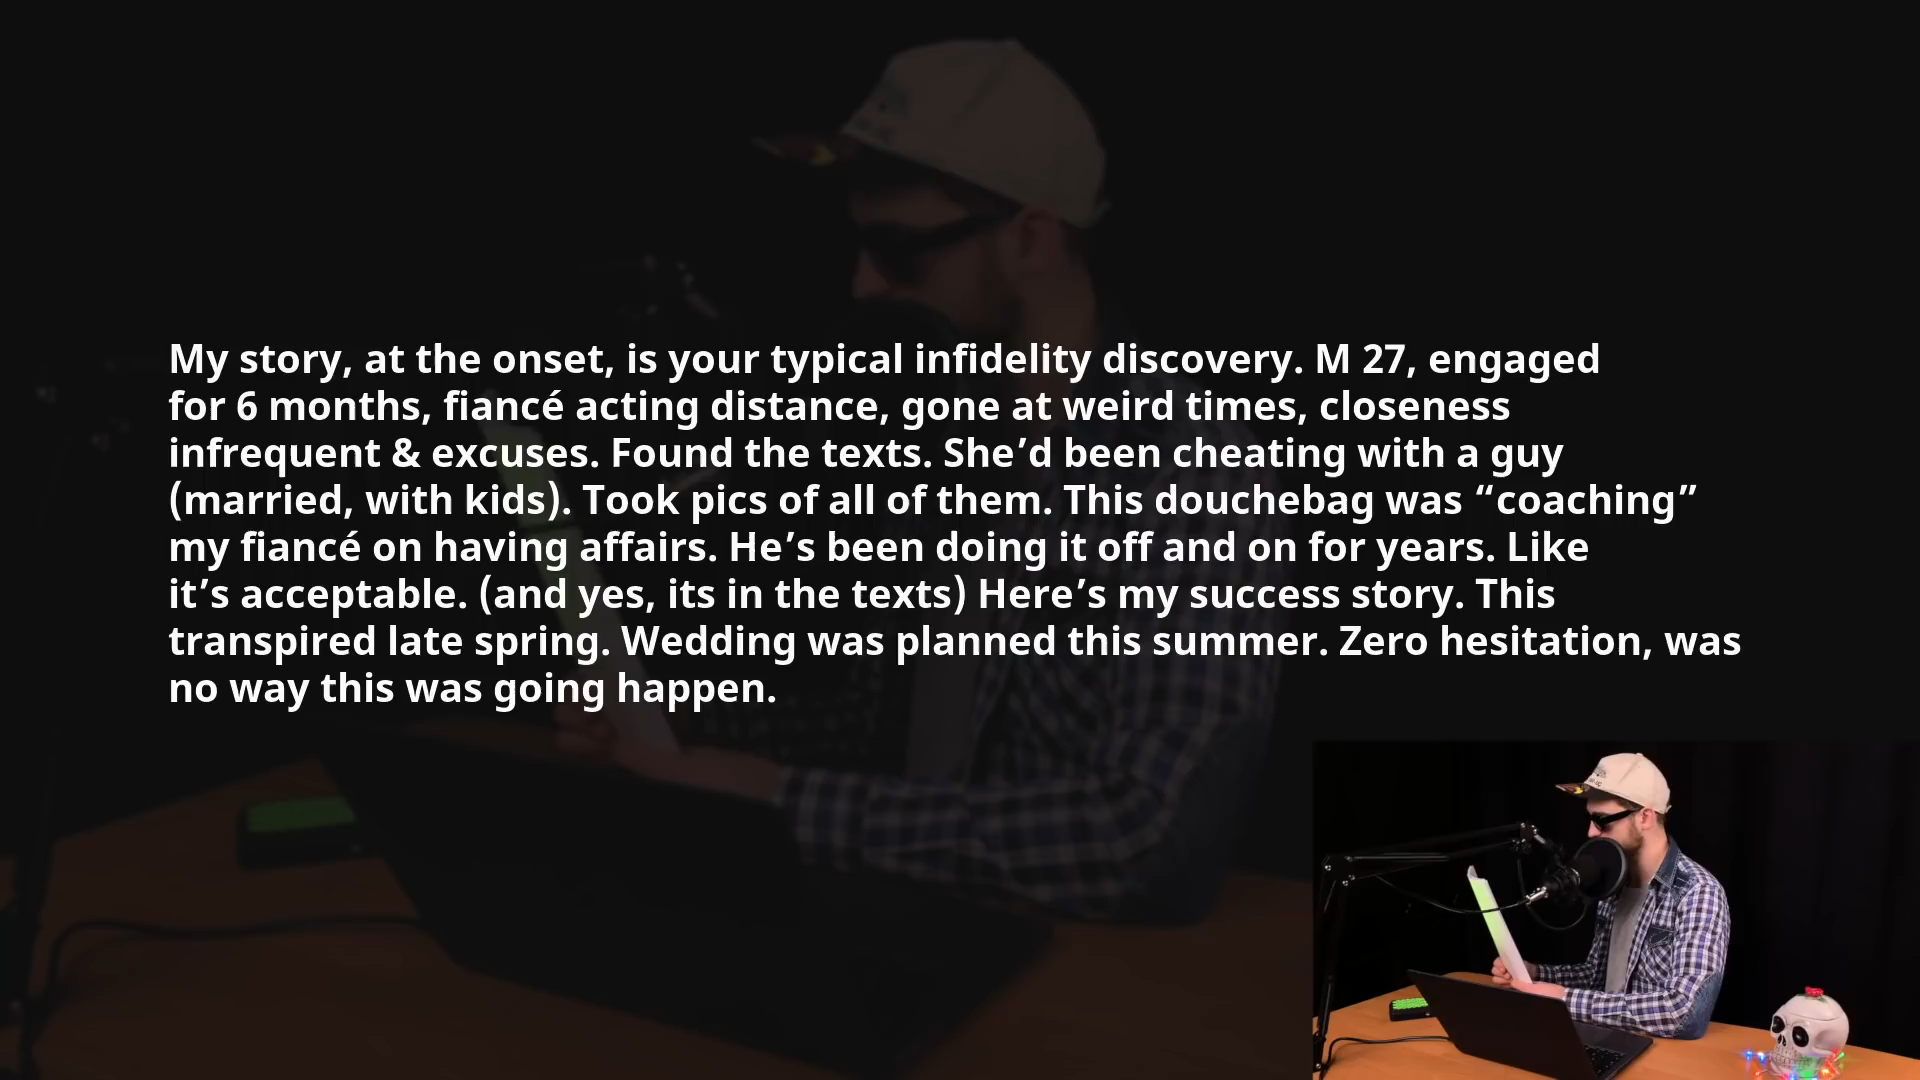 My story, at the onset, is your typical infidelity discovery. M 27, engaged
for 6 months, fiancé acting distance, gone at weird times, closeness
infrequent & excuses. Found the texts. She’d been cheating with a guy
(married, with kids). Took pics of all of them. This douchebag was “coaching”
my fiancé on having affairs. He’s been doing it off and on for years. Like
it’s acceptable. (and yes, its in the texts) Here’s my success story. This
transpired late spring. Wedding was planned this summer. Zero hesitation, was
no way this was going happen.